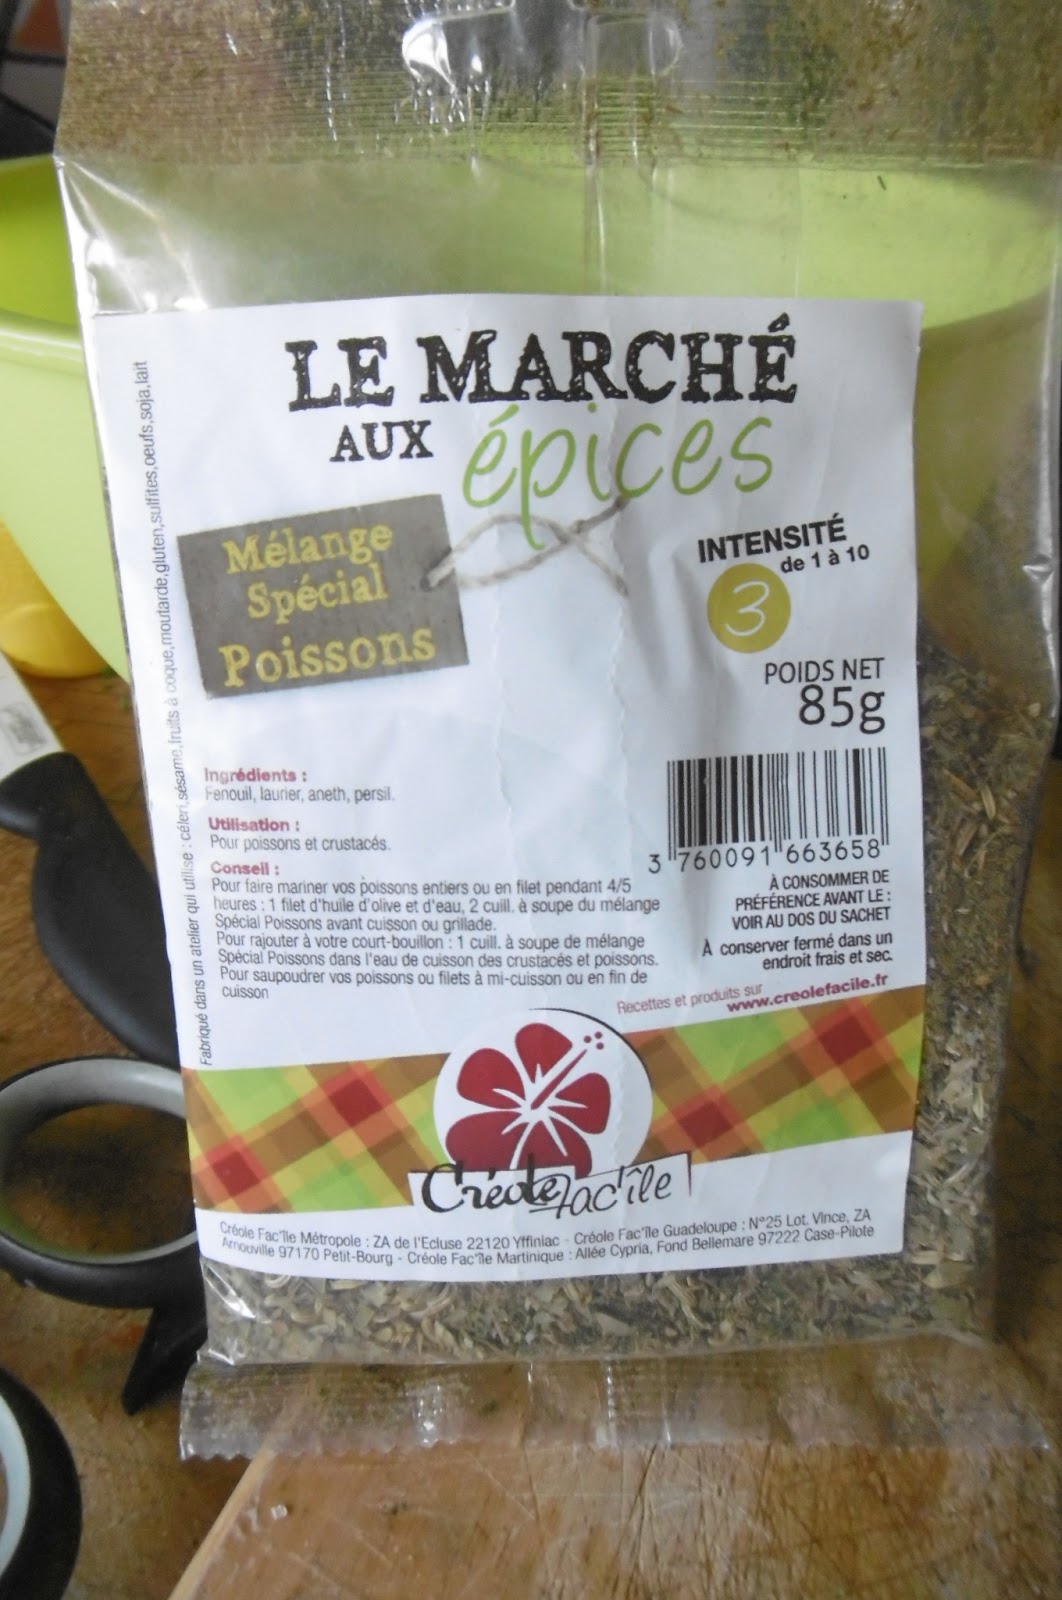 LE MARCHÉ
AUX épices
Mélange
Spécial
Poissons
INTENSITÉ
de 1 à 10
3
POIDS NET
85g
Ingrédients :
Fenouil, laurier, aneth, persil.
Utilisation :
Pour poissons et crustacés.
Conseil :
Pour faire mariner vos poissons entiers ou en filet pendant 4/5
heures : 1 filet d'huile d'olive et d'eau, 2 cuill. à soupe du mélange
Spécial Poissons avant cuisson ou grillade.
Pour rajouter à votre court-bouillon : 1 cuill. à soupe de mélange
Spécial Poissons dans l'eau de cuisson des crustacés et poissons.
Pour saupoudrer vos poissons ou filets à mi-cuisson ou en fin de
cuisson
3 760091 663658
À CONSOMMER DE
PRÉFÉRENCE AVANT LE :
VOIR AU DOS DU SACHET
À conserver fermé dans un
endroit frais et sec.
Recettes et produits sur
www.creolefacile.fr
Fabriqué dans un atelier qui utilise : céleri,sésame,fruits à coque,moutarde,gluten,sulfites,oeufs,soja,lait
Créole fac'île
Créole Fac'île Métropole : ZA de l'Ecluse 22120 Yffiniac - Créole Fac'île Guadeloupe : N°25 Lot. Vince, ZA
Arnouville 97170 Petit-Bourg - Créole Fac'île Martinique : Allée Cypria, Fond Bellemare 97222 Case-Pilote